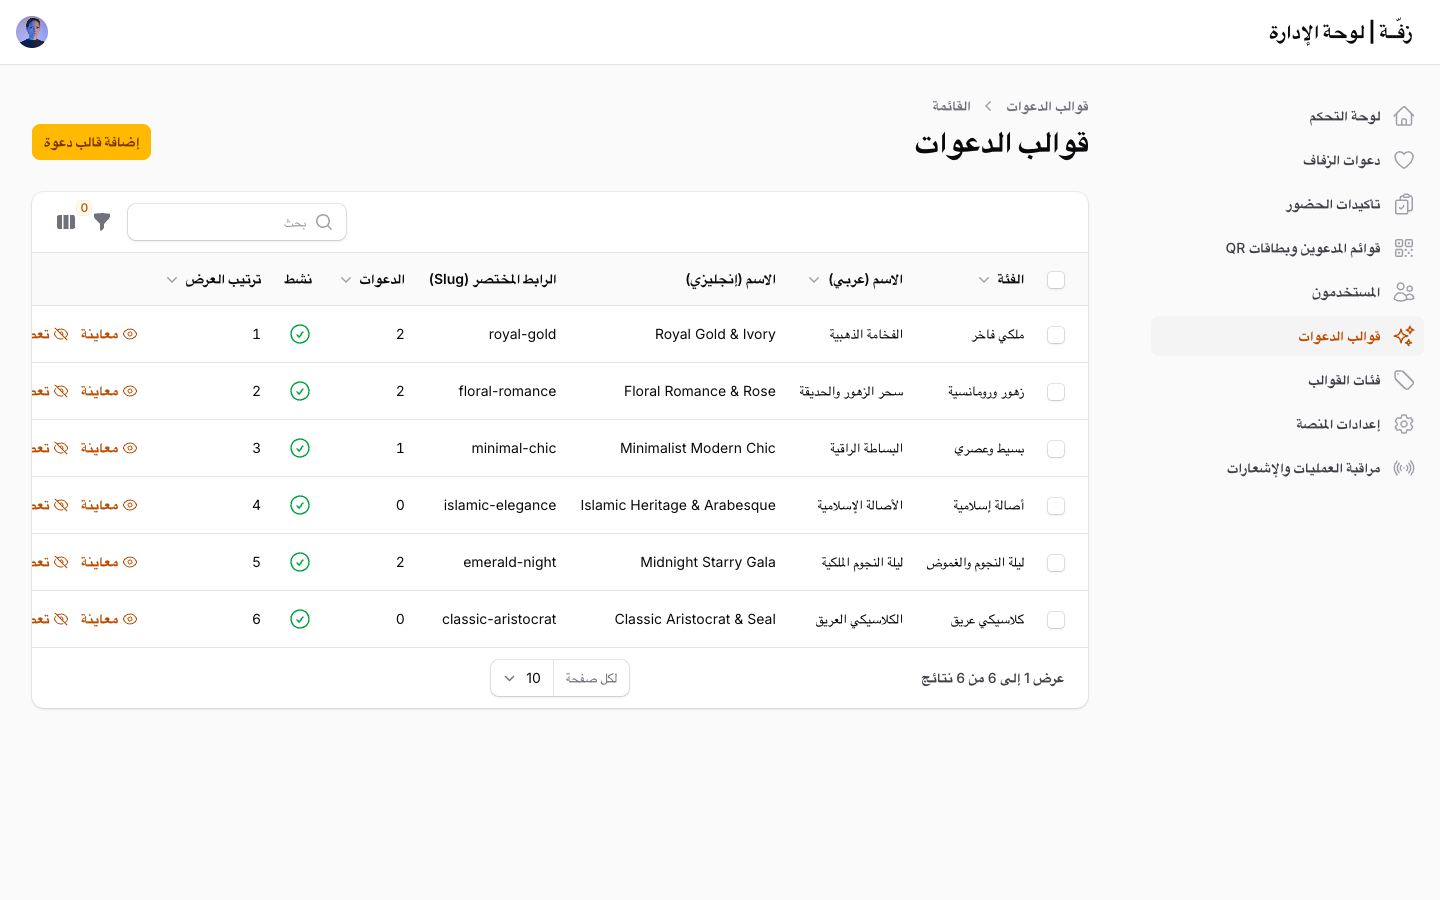 زفّـة | لوحة الإدارة
لوحة التحكم
دعوات الزفاف
تأكيدات الحضور
قوائم المدعوين وبطاقات QR
المستخدمون
قوالب الدعوات
فئات القوالب
إعدادات المنصة
مراقبة العمليات والإشعارات
قوالب الدعوات القائمة
قوالب الدعوات
إضافة قالب دعوة
بحث
0
الفئة الاسم (عربي) الاسم (إنجليزي) الرابط المختصر (Slug) الدعوات نشط ترتيب العرض
ملكي فاخر الفخامة الذهبية Royal Gold & Ivory royal-gold 2 1 معاينة
زهور ورومانسية سحر الزهور والحديقة Floral Romance & Rose floral-romance 2 2 معاينة
بسيط وعصري البساطة الراقية Minimalist Modern Chic minimal-chic 1 3 معاينة
أصالة إسلامية الأصالة الإسلامية Islamic Heritage & Arabesque islamic-elegance 0 4 معاينة
ليلة النجوم والغموض ليلة النجوم الملكية Midnight Starry Gala emerald-night 2 5 معاينة
كلاسيكي عريق الكلاسيكي العريق Classic Aristocrat & Seal classic-aristocrat 0 6 معاينة
عرض 1 إلى 6 من 6 نتائج
لكل صفحة 10